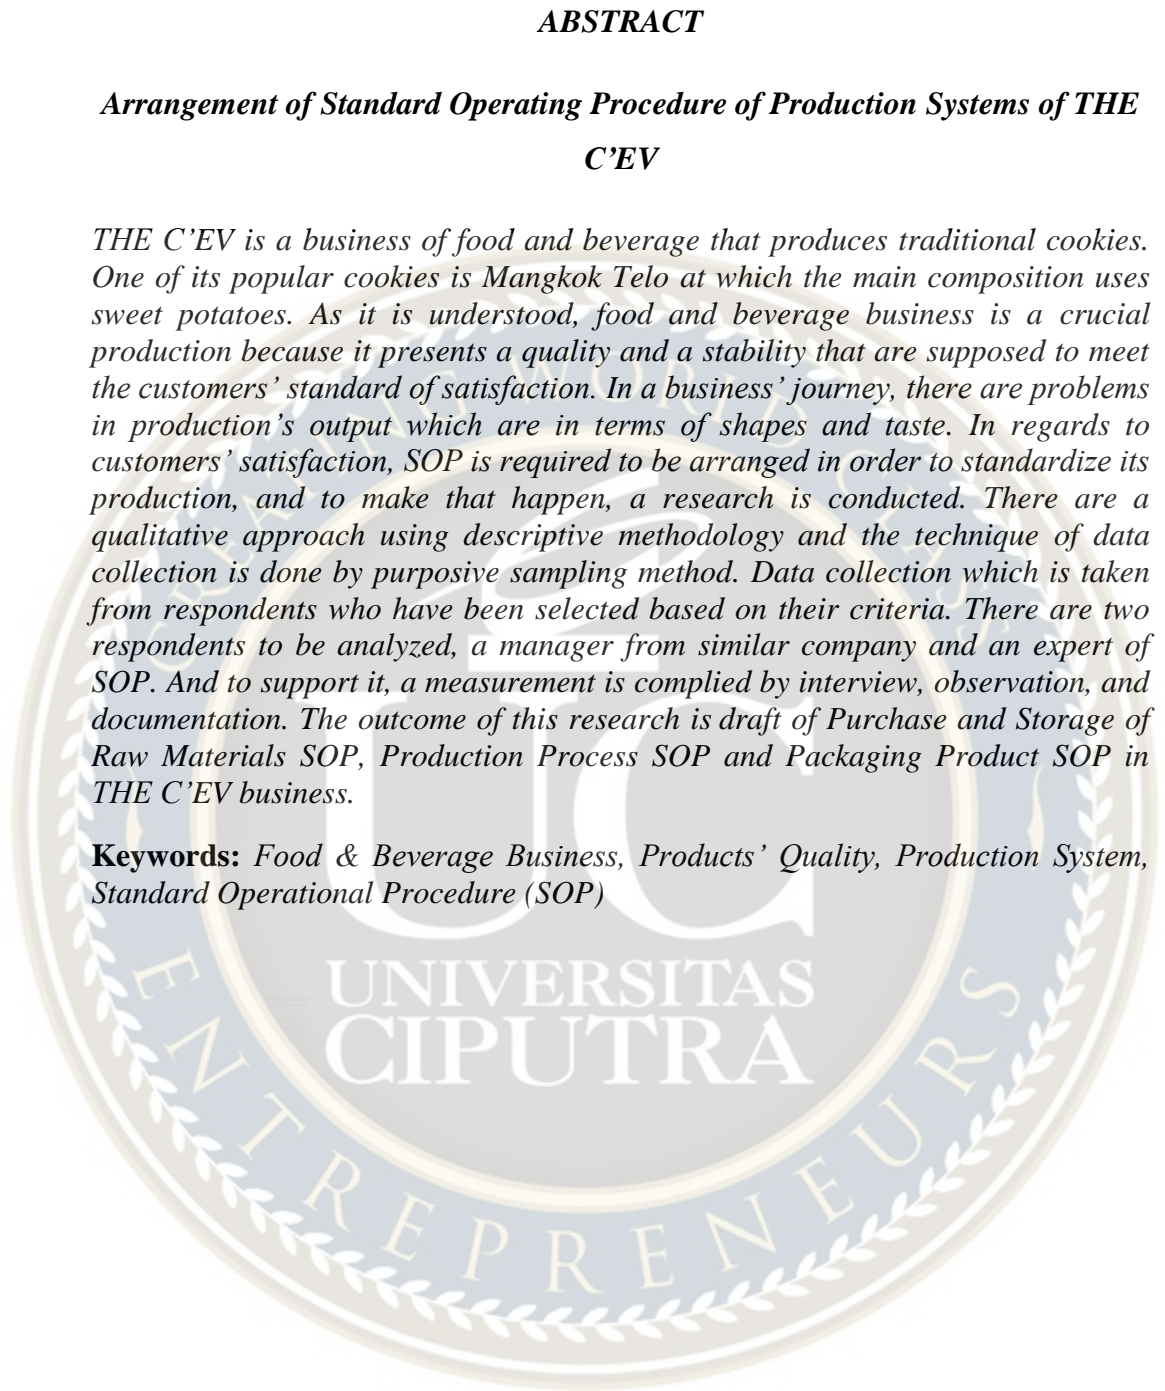 ABSTRACT
Arrangement of Standard Operating Procedure of Production Systems of THE
C’EV
THE C’EV is a business of food and beverage that produces traditional cookies.
One of its popular cookies is Mangkok Telo at which the main composition uses
sweet potatoes. As it is understood, food and beverage business is a crucial
production because it presents a quality and a stability that are supposed to meet
the customers’ standard of satisfaction. In a business’ journey, there are problems
in production’s output which are in terms of shapes and taste. In regards to
customers’ satisfaction, SOP is required to be arranged in order to standardize its
production, and to make that happen, a research is conducted. There are a
qualitative approach using descriptive methodology and the technique of data
collection is done by purposive sampling method. Data collection which is taken
from respondents who have been selected based on their criteria. There are two
respondents to be analyzed, a manager from similar company and an expert of
SOP. And to support it, a measurement is complied by interview, observation, and
documentation. The outcome of this research is draft of Purchase and Storage of
Raw Materials SOP, Production Process SOP and Packaging Product SOP in
THE C’EV business.
Keywords: Food & Beverage Business, Products’ Quality, Production System,
Standard Operational Procedure (SOP)
CREATING WORLD CLASS
UC
UNIVERSITAS
CIPUTRA
ENTREPRENEURS